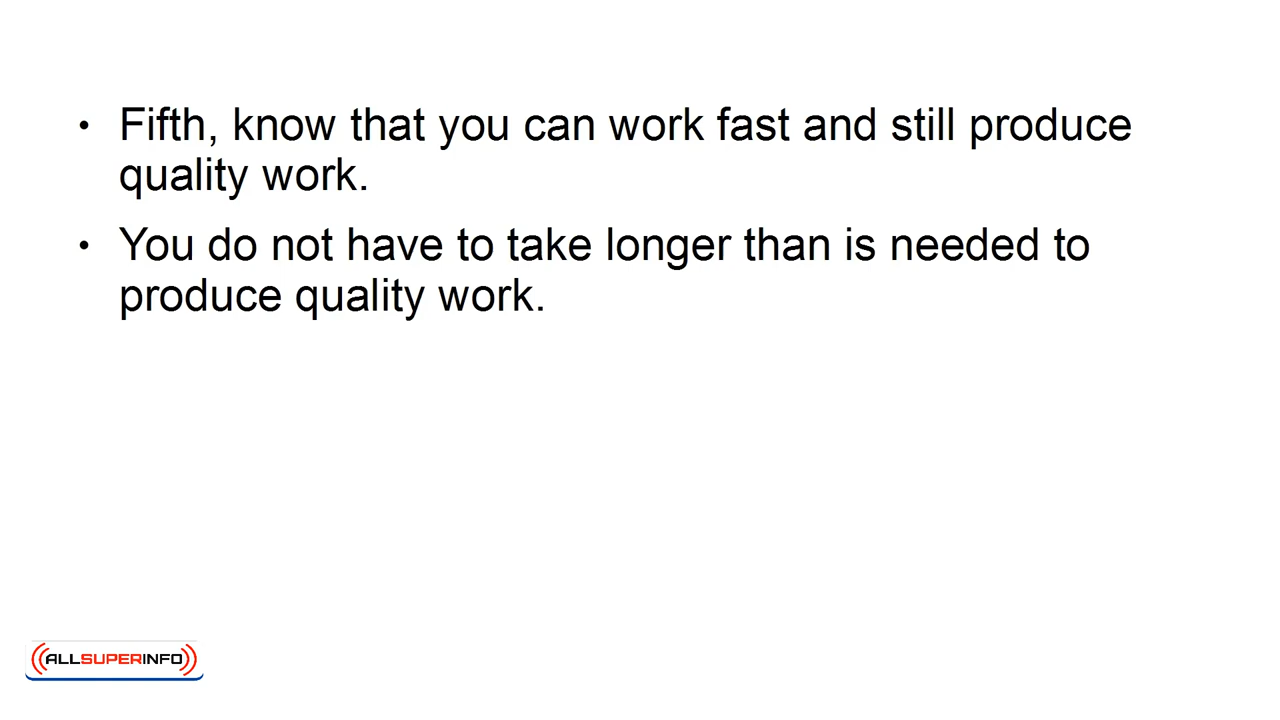 • Fifth, know that you can work fast and still produce
quality work.
• You do not have to take longer than is needed to
produce quality work.
ALLSUPERINFO